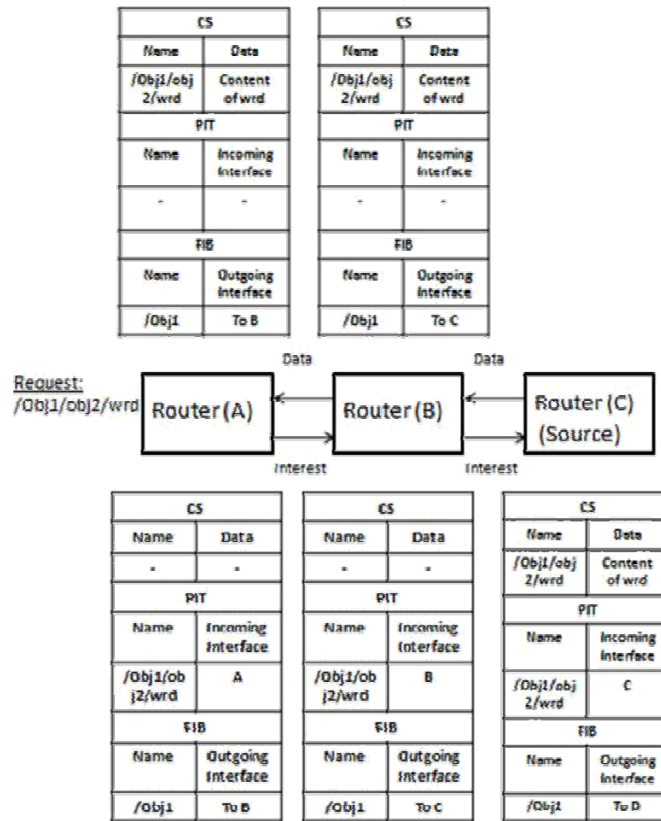 CS CS
Name Data Name Data
/Obj1/obj Content /Obj1/obj Content
2/wrd of wrd 2/wrd of wrd
PIT PIT
Name Incoming Name Incoming
Interface Interface
- - - -
FIB FIB
Name Outgoing Name Outgoing
Interface Interface
/Obj1 To B /Obj1 To C
Data Data
Request:
/Obj1/obj2/wrd
Router (A) Router (B) Router (C)
(Source)
Interest Interest
CS CS CS
Name Data Name Data Name Data
- - - - /Obj1/obj Content
2/wrd of wrd
PIT PIT PIT
Name Incoming Name Incoming Name Incoming
Interface Interface Interface
/Obj1/ob A /Obj1/ob B /Obj1/obj C
j2/wrd j2/wrd 2/wrd
FIB FIB FIB
Name Outgoing Name Outgoing Name Outgoing
Interface Interface Interface
/Obj1 To B /Obj1 To C /Obj1 To D